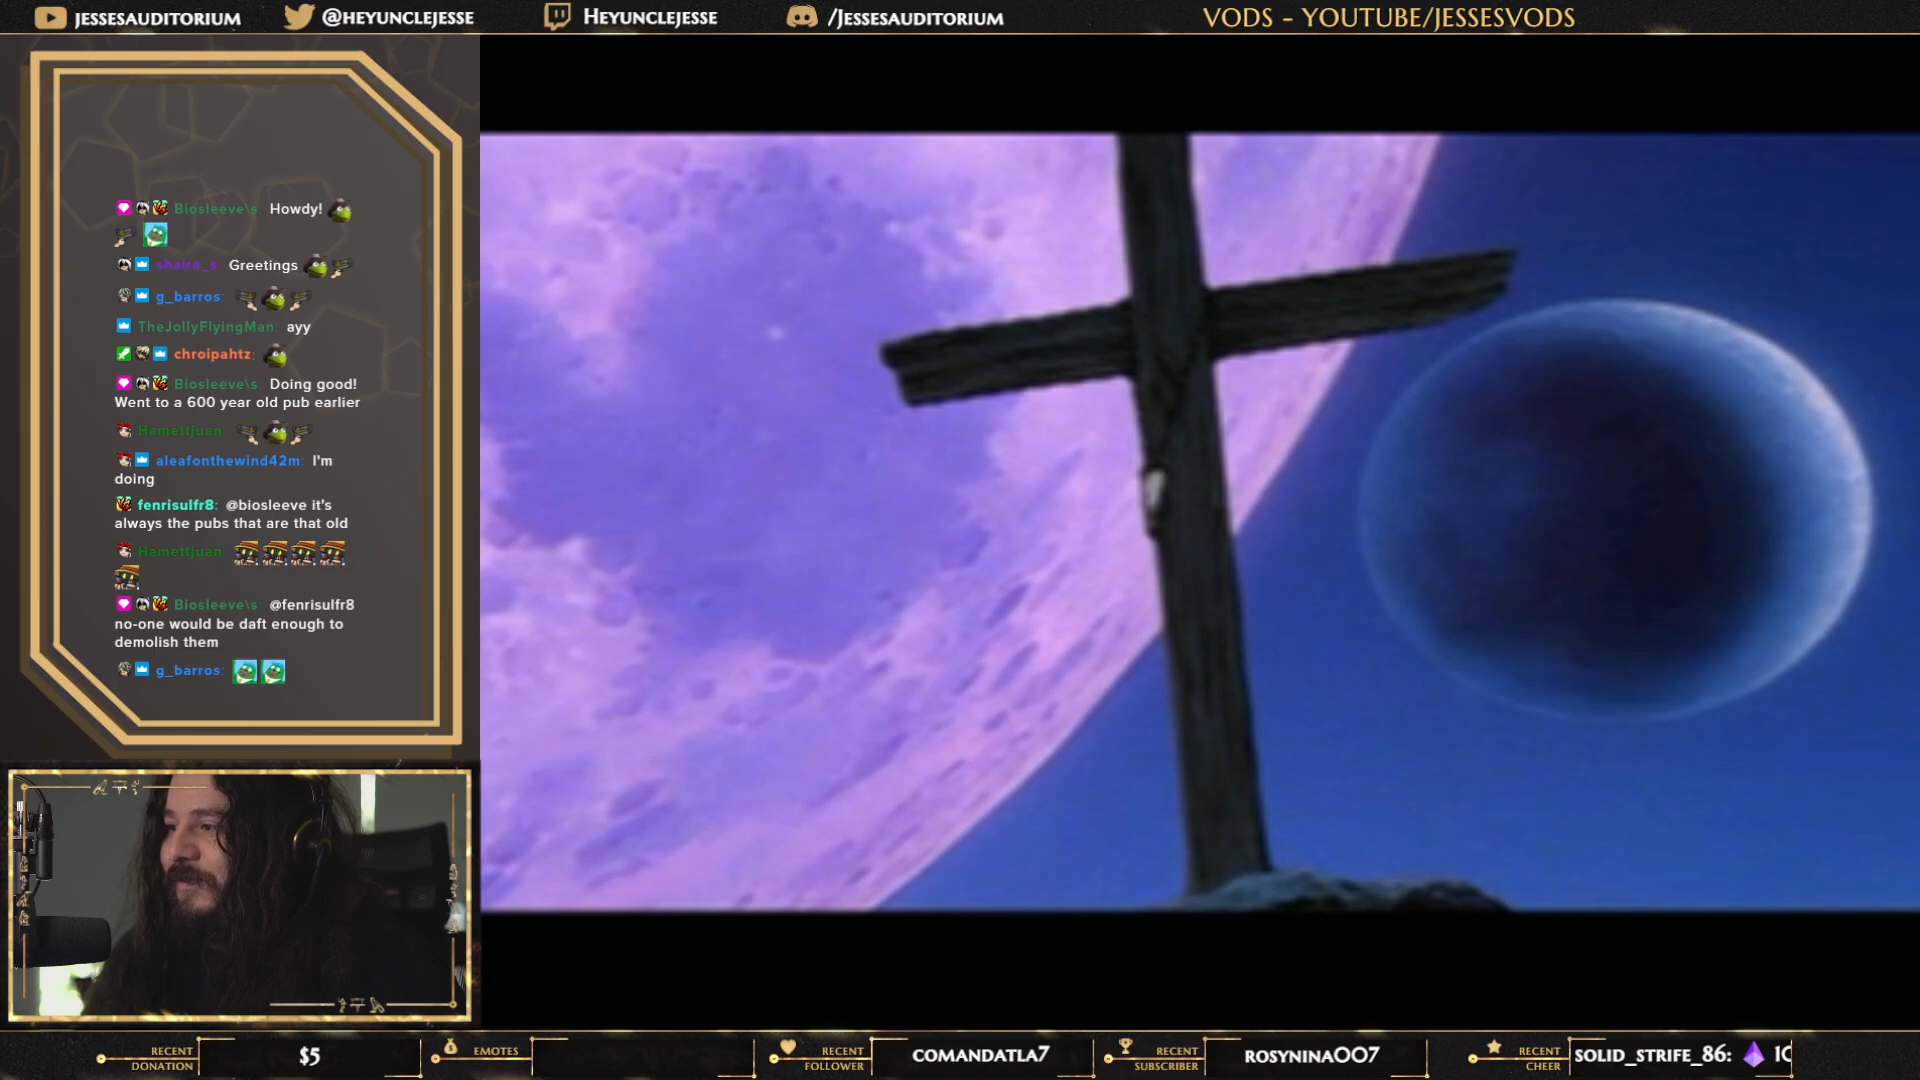 JESSESAUDITORIUM @HEYUNCLEJESSE HEYUNCLEJESSE /JESSESAUDITORIUM VODS - YOUTUBE/JESSESVODS
Biosleeve\s: Howdy!
shaira_s: Greetings
g_barros:
TheJollyFlyingMan: ayy
chroipahtz:
Biosleeve\s: Doing good!
Went to a 600 year old pub earlier
Hamettjuan:
aleafonthewind42m: I'm
doing
fenrisulfr8: @biosleeve it's
always the pubs that are that old
Hamettjuan:
Biosleeve\s: @fenrisulfr8
no-one would be daft enough to
demolish them
g_barros:
RECENT DONATION $5 EMOTES RECENT FOLLOWER COMANDATLA7 RECENT SUBSCRIBER ROSYNINA007 RECENT CHEER SOLID_STRIFE_86: